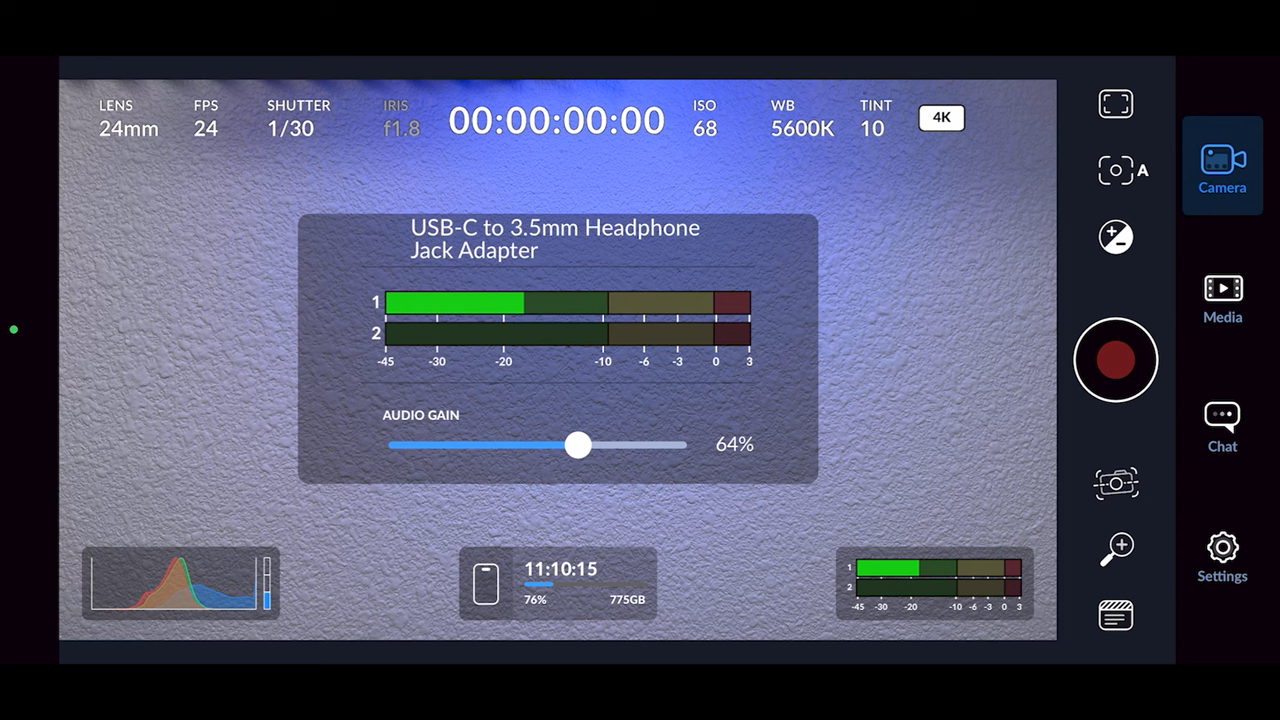 LENS FPS SHUTTER IRIS 00:00:00:00 ISO WB TINT 4K
24mm 24 1/30 f1.8 68 5600K 10
A
Camera
USB-C to 3.5mm Headphone
Jack Adapter
1
2
-45 -30 -20 -10 -6 -3 0 3
AUDIO GAIN
64%
Media
Chat
Settings
11:10:15
76% 775GB
1
2
-45 -30 -20 -10 -6 -3 0 3